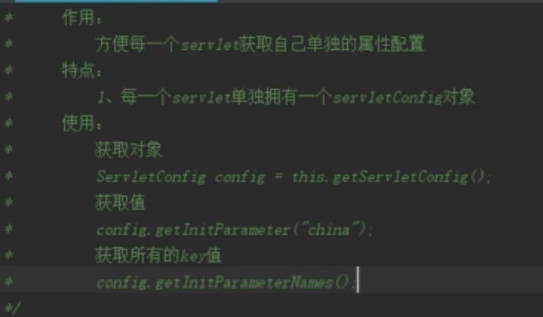 * 作用:
* 方便每一个servlet获取自己单独的属性配置
* 特点:
* 1、每一个servlet单独拥有一个servletConfig对象
* 使用:
* 获取对象
* ServletConfig config = this.getServletConfig();
* 获取值
* config.getInitParameter("china");
* 获取所有的key值
* config.getInitParameterNames();
*/